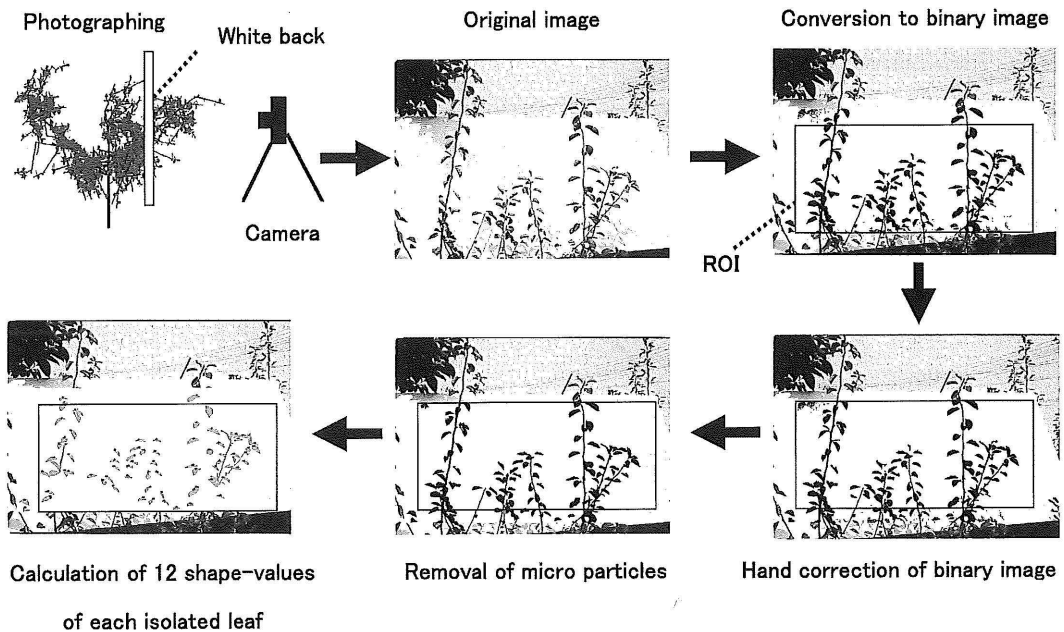 Photographing
White back
Camera
Original image
Conversion to binary image
ROI
Hand correction of binary image
Removal of micro particles
Calculation of 12 shape-values
of each isolated leaf